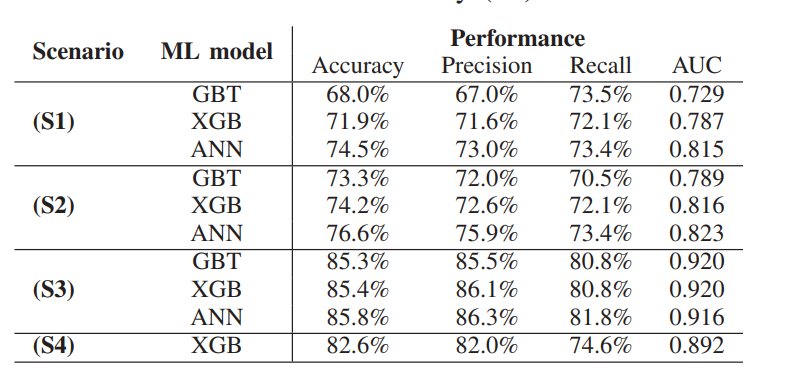 Performance
Scenario ML model
Accuracy Precision Recall AUC
GBT 68.0% 67.0% 73.5% 0.729
(S1) XGB 71.9% 71.6% 72.1% 0.787
ANN 74.5% 73.0% 73.4% 0.815
GBT 73.3% 72.0% 70.5% 0.789
(S2) XGB 74.2% 72.6% 72.1% 0.816
ANN 76.6% 75.9% 73.4% 0.823
GBT 85.3% 85.5% 80.8% 0.920
(S3) XGB 85.4% 86.1% 80.8% 0.920
ANN 85.8% 86.3% 81.8% 0.916
(S4) XGB 82.6% 82.0% 74.6% 0.892